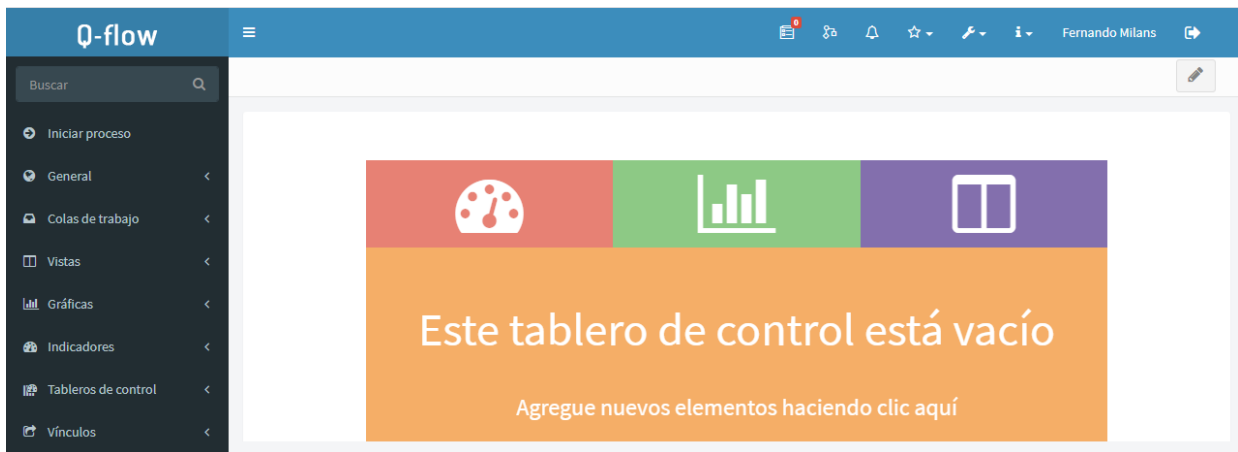 Q-flow
0
Fernando Milans
Buscar
Iniciar proceso
General
Colas de trabajo
Vistas
Gráficas
Indicadores
Tableros de control
Vínculos
Este tablero de control está vacío
Agregue nuevos elementos haciendo clic aquí